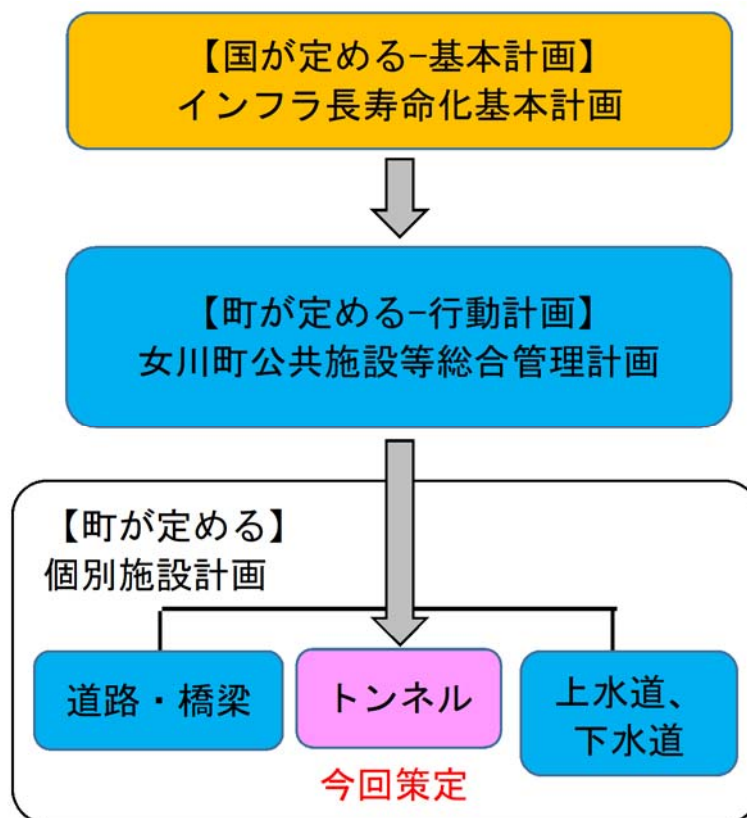 【国が定める-基本計画】
インフラ長寿命化基本計画
【町が定める-行動計画】
女川町公共施設等総合管理計画
【町が定める】
個別施設計画
道路・橋梁
トンネル
上水道、
下水道
今回策定